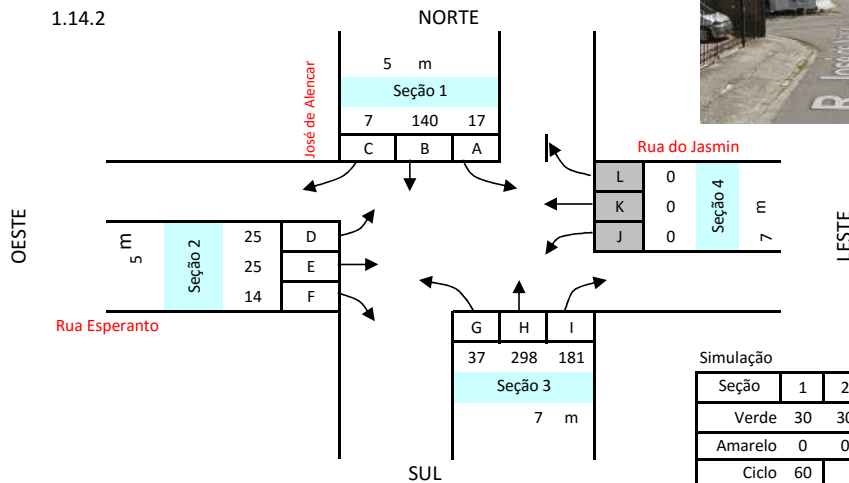 1.14.2
NORTE
5 m
José de Alencar
Seção 1
7 140 17
C B A
Rua do Jasmin
L 0
K 0
J 0
Seção 4
7 m
OESTE
LESTE
5 m
Seção 2
25 D
25 E
14 F
Rua Esperanto
G H I
37 298 181
Seção 3
7 m
SUL
Simulação
Seção 1 2
Verde 30 30
Amarelo 0 0
Ciclo 60